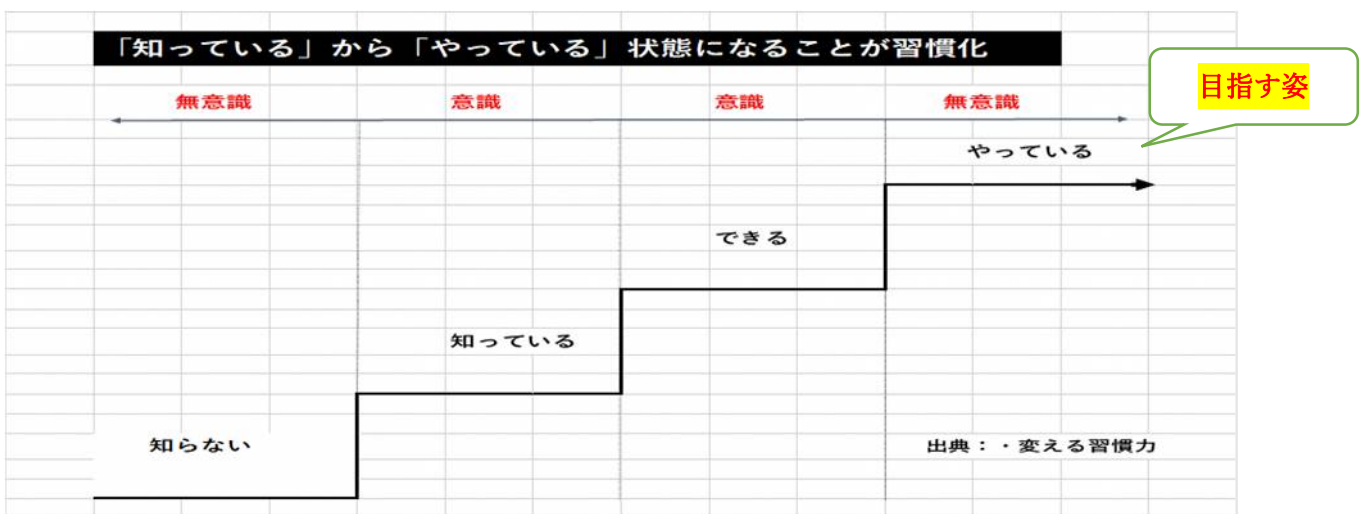 「知っている」から「やっている」状態になることが習慣化
目指す姿
無意識
意識
意識
無意識
やっている
できる
知っている
知らない
出典：・変える習慣力